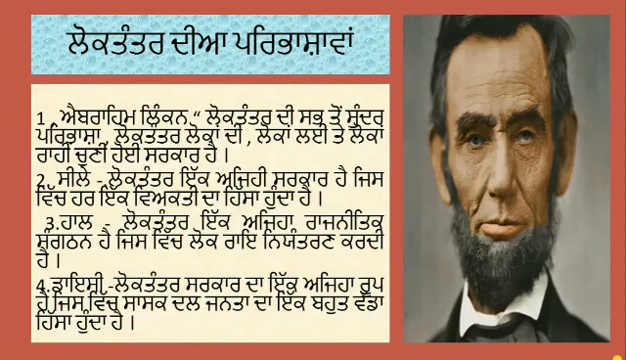 ਲੋਕਤੰਤਰ ਦੀਆ ਪਰਿਭਾਸ਼ਾਵਾਂ
1 . ਐਬਰਾਹਿਮ ਲਿੰਕਨ “ ਲੋਕਤੰਤਰ ਦੀ ਸਭ ਤੋਂ ਸੁੰਦਰ
ਪਰਿਭਾਸ਼ਾ , ਲੋਕਤੰਤਰ ਲੋਕਾਂ ਦੀ , ਲੋਕਾਂ ਲਈ ਤੇ ਲੋਕਾਂ
ਰਾਹੀਂ ਚੁਣੀ ਹੋਈ ਸਰਕਾਰ ਹੈ ।
2. ਸੀਲੇ - ਲੋਕਤੰਤਰ ਇੱਕ ਅਜਿਹੀ ਸਰਕਾਰ ਹੈ ਜਿਸ
ਵਿੱਚ ਹਰ ਇੱਕ ਵਿਅਕਤੀ ਦਾ ਹਿੱਸਾ ਹੁੰਦਾ ਹੈ ।
3.ਹਾਲ - ਲੋਕਤੰਤਰ ਇੱਕ ਅਜਿਹਾ ਰਾਜਨੀਤਿਕ
ਸੰਗਠਨ ਹੈ ਜਿਸ ਵਿੱਚ ਲੋਕ ਰਾਇ ਨਿਯੰਤਰਣ ਕਰਦੀ
ਹੈ ।
4.ਡਾਇਸੀ -ਲੋਕਤੰਤਰ ਸਰਕਾਰ ਦਾ ਇੱਕ ਅਜਿਹਾ ਰੂਪ
ਹੈ ਜਿਸ ਵਿੱਚ ਸਾਸਕ ਦਲ ਜਨਤਾ ਦਾ ਇੱਕ ਬਹੁਤ ਵੱਡਾ
ਹਿੱਸਾ ਹੁੰਦਾ ਹੈ ।